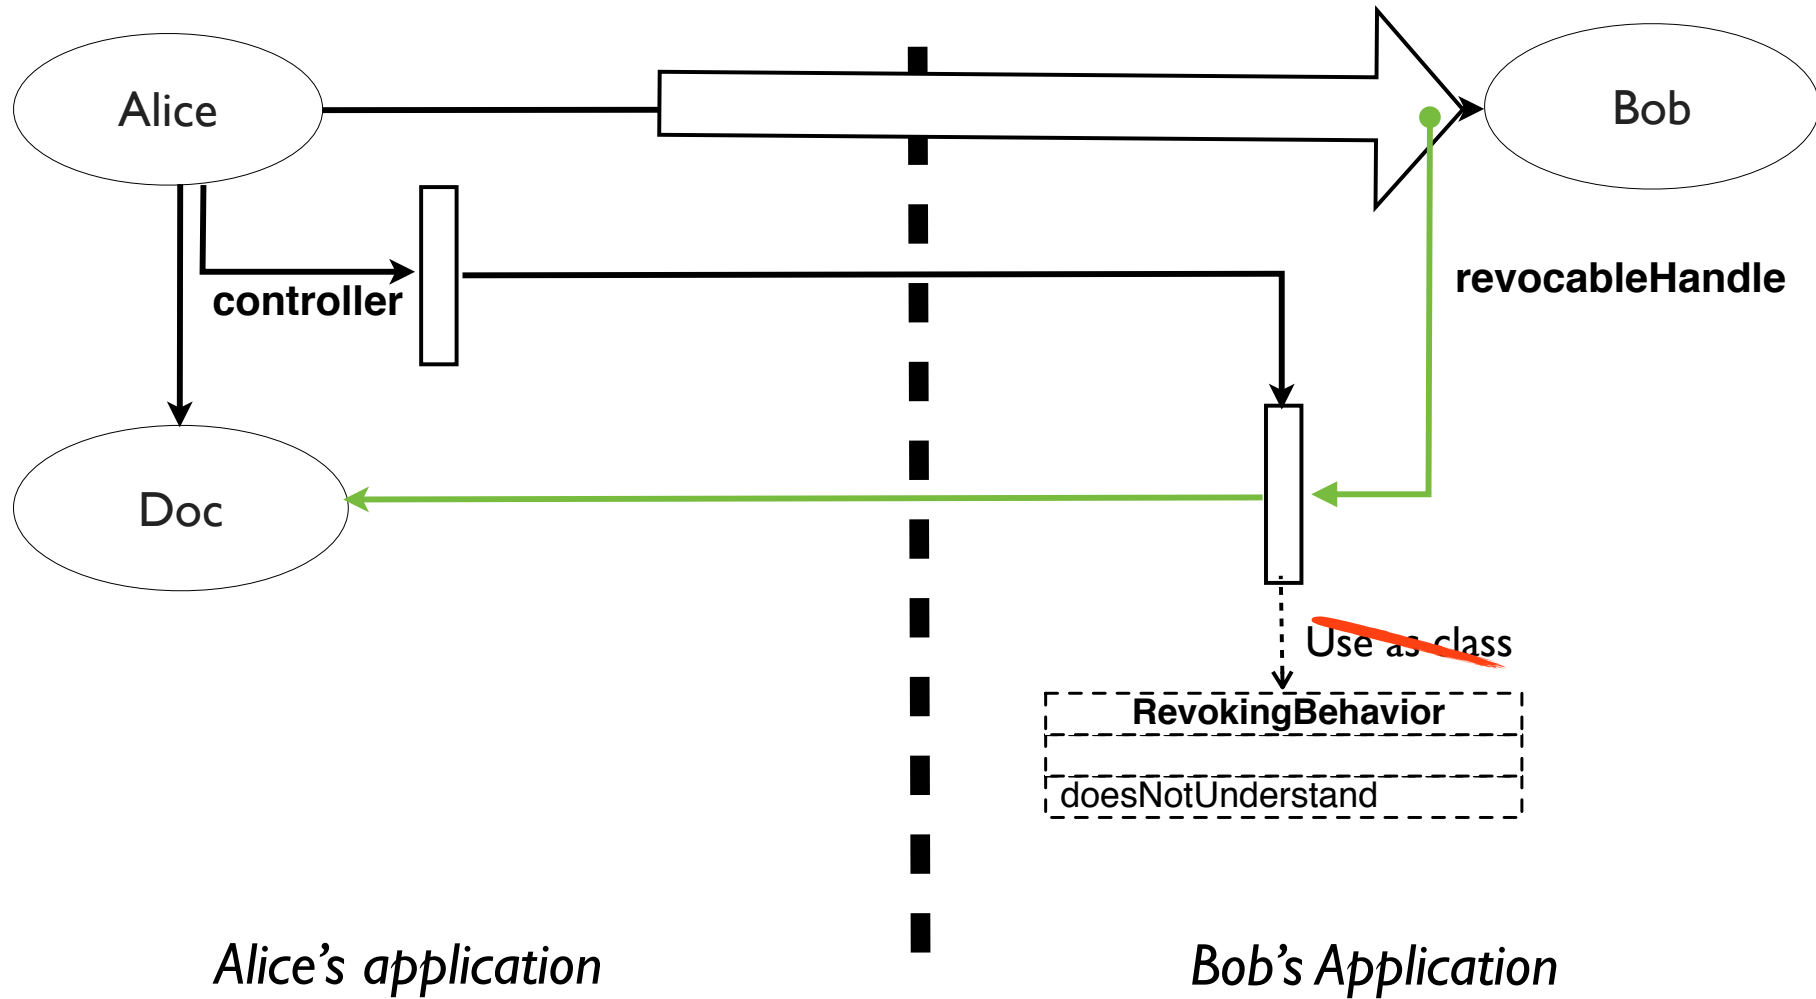 Alice
Bob
controller
revocableHandle
Doc
Use as class
RevokingBehavior
doesNotUnderstand
Alice’s application
Bob’s Application